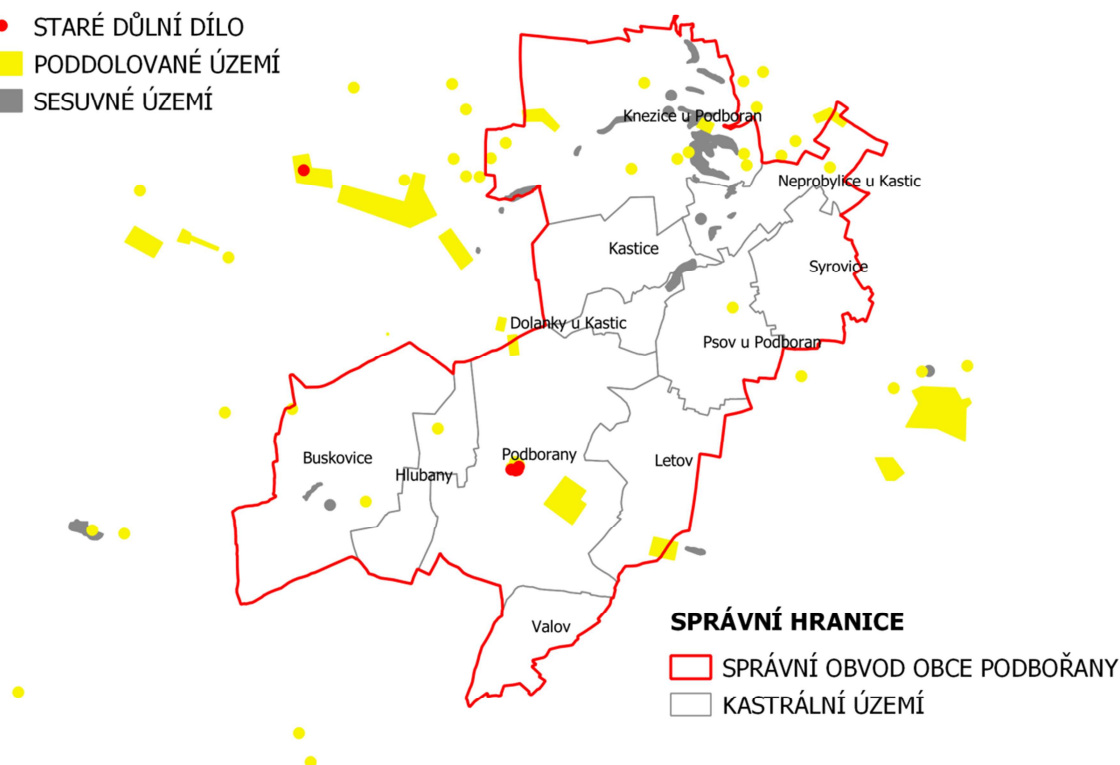 STARÉ DŮLNÍ DÍLO
PODDOLOVANÉ ÚZEMÍ
SESUVNÉ ÚZEMÍ
Knezice u Podboran
Neprobylice u Kastic
Kastice
Syrovice
Dolanky u Kastic
Psov u Podboran
Buskovice
Hlubany
Podborany
Letov
Valov
SPRÁVNÍ HRANICE
SPRÁVNÍ OBVOD OBCE PODBOŘANY
KASTRÁLNÍ ÚZEMÍ